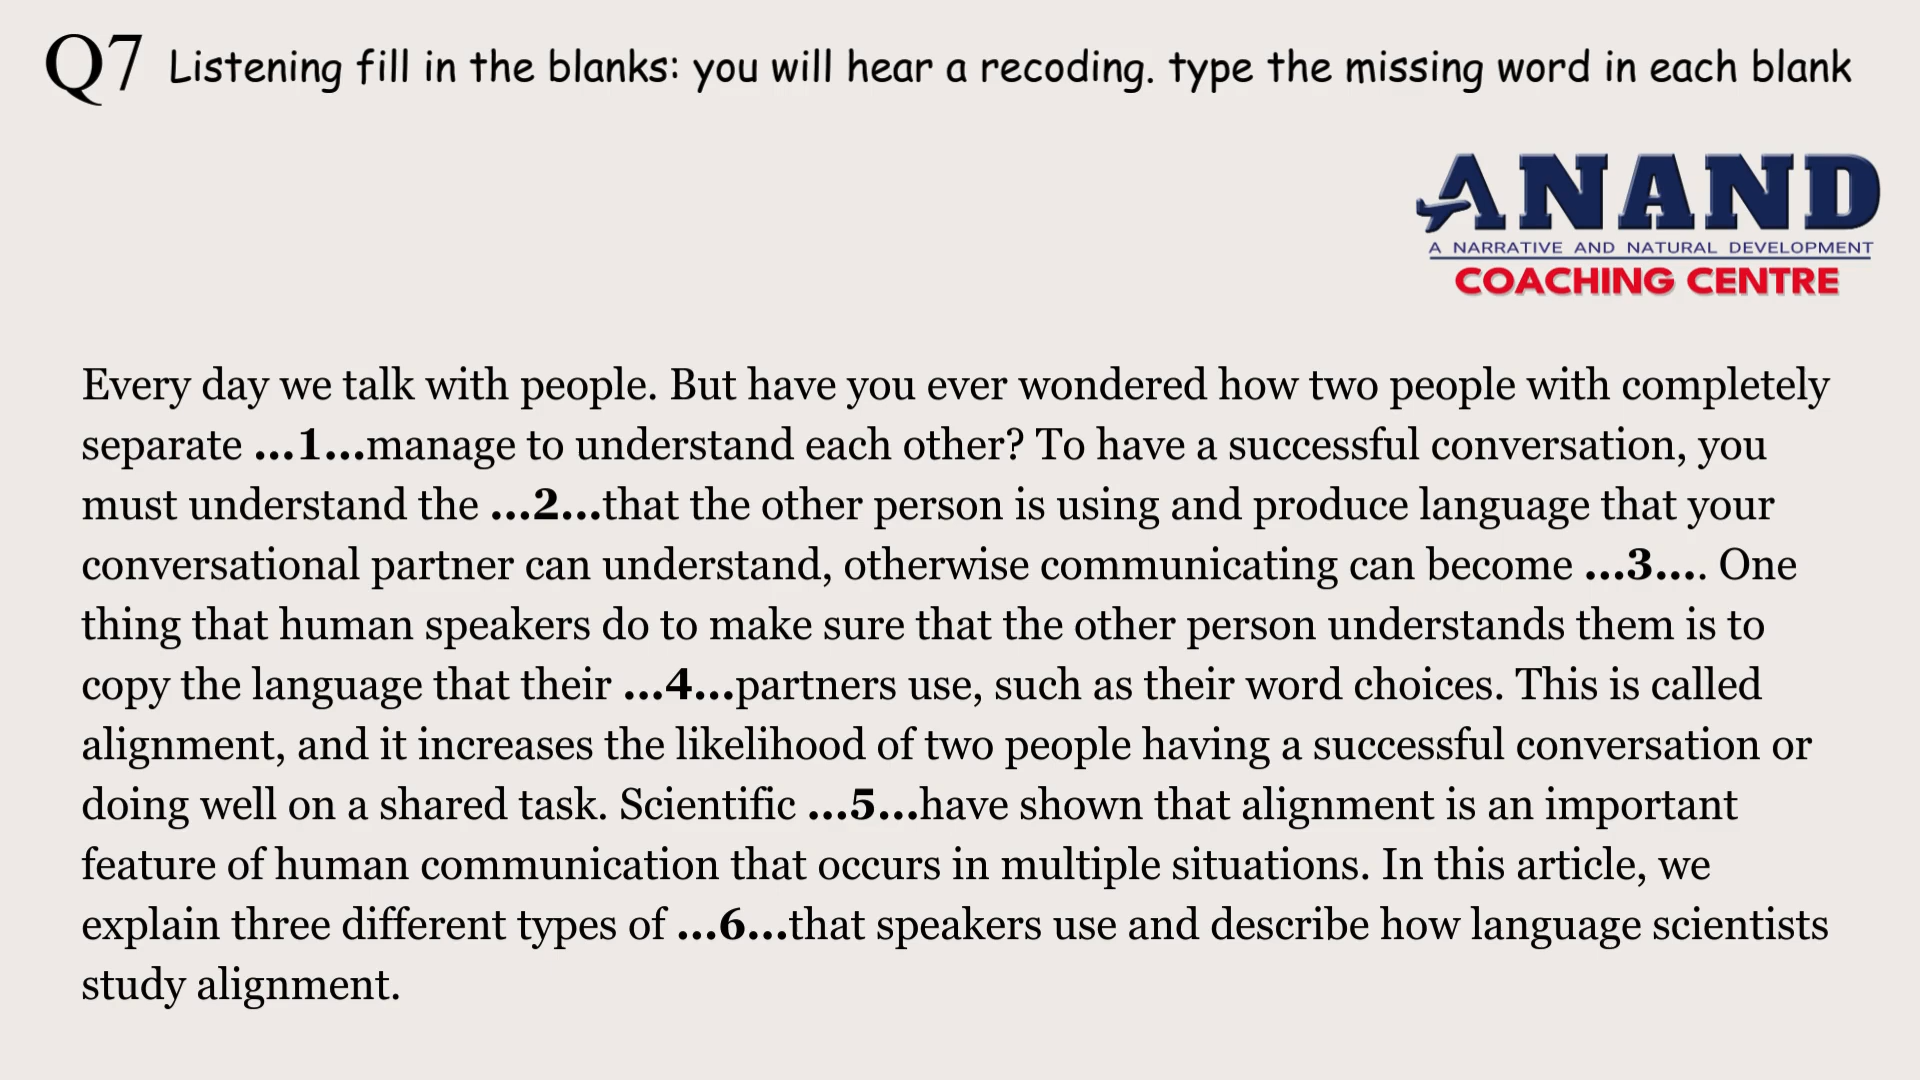 Q7 Listening fill in the blanks: you will hear a recoding. type the missing word in each blank
ANAND
A NARRATIVE AND NATURAL DEVELOPMENT
COACHING CENTRE
Every day we talk with people. But have you ever wondered how two people with completely
separate ...1...manage to understand each other? To have a successful conversation, you
must understand the ...2...that the other person is using and produce language that your
conversational partner can understand, otherwise communicating can become ...3.... One
thing that human speakers do to make sure that the other person understands them is to
copy the language that their ...4...partners use, such as their word choices. This is called
alignment, and it increases the likelihood of two people having a successful conversation or
doing well on a shared task. Scientific ...5...have shown that alignment is an important
feature of human communication that occurs in multiple situations. In this article, we
explain three different types of ...6...that speakers use and describe how language scientists
study alignment.